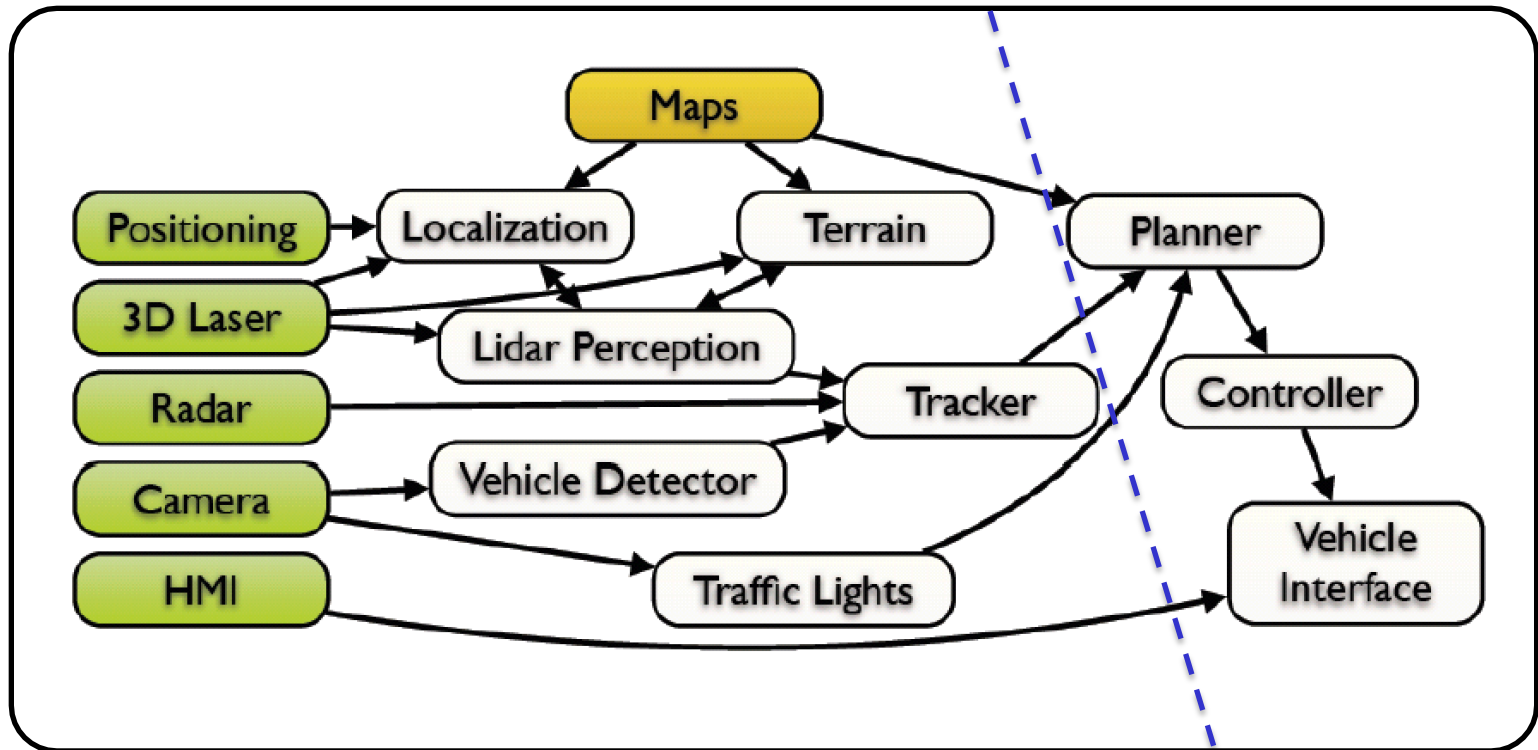 Maps
Positioning
Localization
Terrain
Planner
3D Laser
Lidar Perception
Radar
Tracker
Controller
Camera
Vehicle Detector
HMI
Traffic Lights
Vehicle
Interface